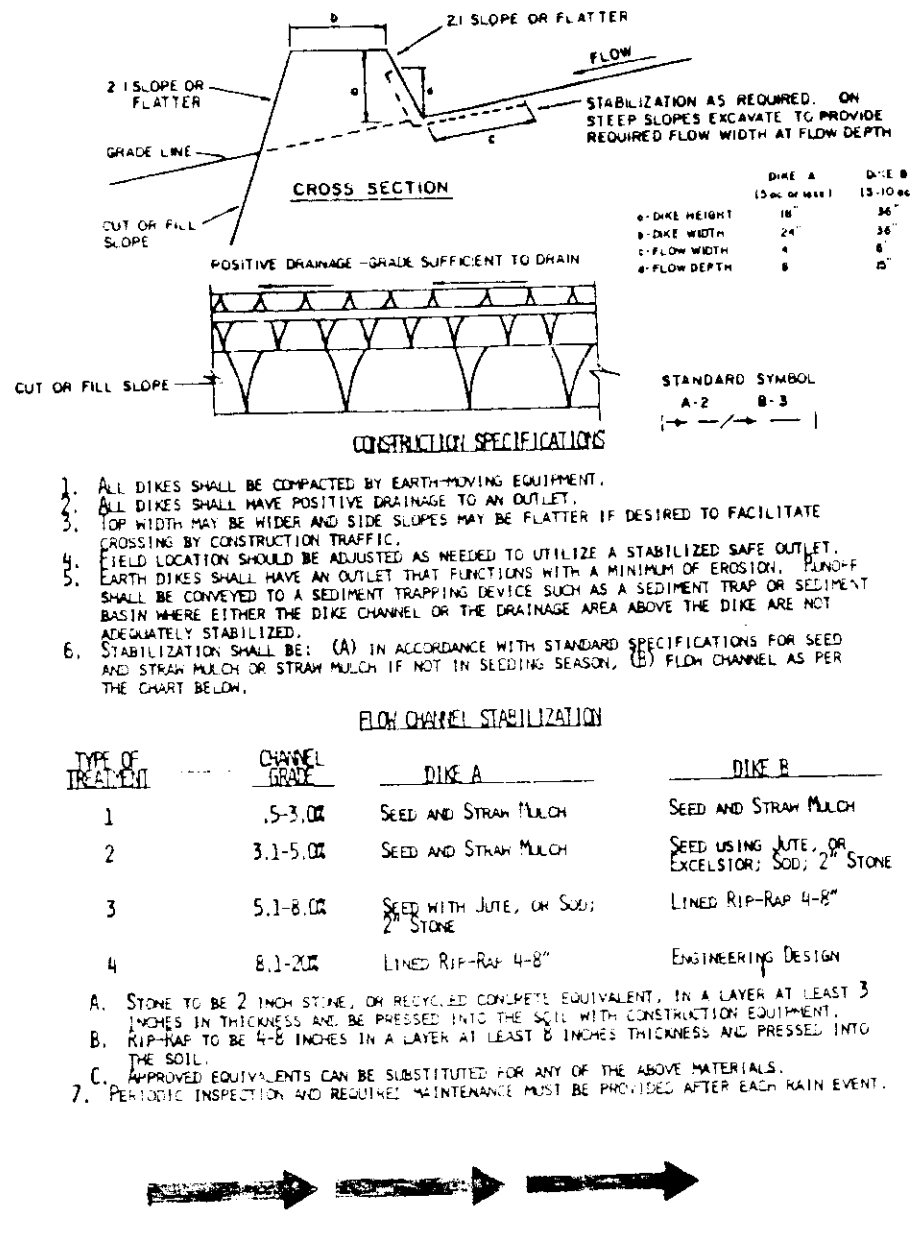 b
2:1 SLOPE OR FLATTER
FLOW
2:1 SLOPE OR
FLATTER
a
c
STABILIZATION AS REQUIRED. ON
STEEP SLOPES EXCAVATE TO PROVIDE
REQUIRED FLOW WIDTH AT FLOW DEPTH
GRADE LINE
CROSS SECTION
CUT OR FILL
SLOPE
DIKE A DIKE B
(5 ac or less) (5-10 ac
a-DIKE HEIGHT 18" 36"
b-DIKE WIDTH 24" 36"
c-FLOW WIDTH 4 6'
d-FLOW DEPTH 8 15"
POSITIVE DRAINAGE - GRADE SUFFICIENT TO DRAIN
CUT OR FILL SLOPE
STANDARD SYMBOL
A-2 B-3
CONSTRUCTION SPECIFICATIONS
1. ALL DIKES SHALL BE COMPACTED BY EARTH-MOVING EQUIPMENT.
2. ALL DIKES SHALL HAVE POSITIVE DRAINAGE TO AN OUTLET.
3. TOP WIDTH MAY BE WIDER AND SIDE SLOPES MAY BE FLATTER IF DESIRED TO FACILITATE
CROSSING BY CONSTRUCTION TRAFFIC.
4. FIELD LOCATION SHOULD BE ADJUSTED AS NEEDED TO UTILIZE A STABILIZED SAFE OUTLET.
5. EARTH DIKES SHALL HAVE AN OUTLET THAT FUNCTIONS WITH A MINIMUM OF EROSION. RUNOFF
SHALL BE CONVEYED TO A SEDIMENT TRAPPING DEVICE SUCH AS A SEDIMENT TRAP OR SEDIMENT
BASIN WHERE EITHER THE DIKE CHANNEL OR THE DRAINAGE AREA ABOVE THE DIKE ARE NOT
ADEQUATELY STABILIZED.
6. STABILIZATION SHALL BE: (A) IN ACCORDANCE WITH STANDARD SPECIFICATIONS FOR SEED
AND STRAW MULCH OR STRAW MULCH IF NOT IN SEEDING SEASON, (B) FLOW CHANNEL AS PER
THE CHART BELOW.
FLOW CHANNEL STABILIZATION
TYPE OF
TREATMENT
CHANNEL
GRADE
DIKE A DIKE B
1 .5-3.0% SEED AND STRAW MULCH SEED AND STRAW MULCH
2 3.1-5.0% SEED AND STRAW MULCH SEED USING JUTE, OR
EXCELSIOR; SOD; 2" STONE
3 5.1-8.0% SEED WITH JUTE, OR SOD; LINED RIP-RAP 4-8"
2" STONE
4 8.1-20% LINED RIP-RAP 4-8" ENGINEERING DESIGN
A. STONE TO BE 2 INCH STONE, OR RECYCLED CONCRETE EQUIVALENT, IN A LAYER AT LEAST 3
INCHES IN THICKNESS AND BE PRESSED INTO THE SOIL WITH CONSTRUCTION EQUIPMENT.
B. RIP-RAP TO BE 4-8 INCHES IN A LAYER AT LEAST 8 INCHES THICKNESS AND PRESSED INTO
THE SOIL.
C. APPROVED EQUIVALENTS CAN BE SUBSTITUTED FOR ANY OF THE ABOVE MATERIALS.
7. PERIODIC INSPECTION AND REQUIRED MAINTENANCE MUST BE PROVIDED AFTER EACH RAIN EVENT.